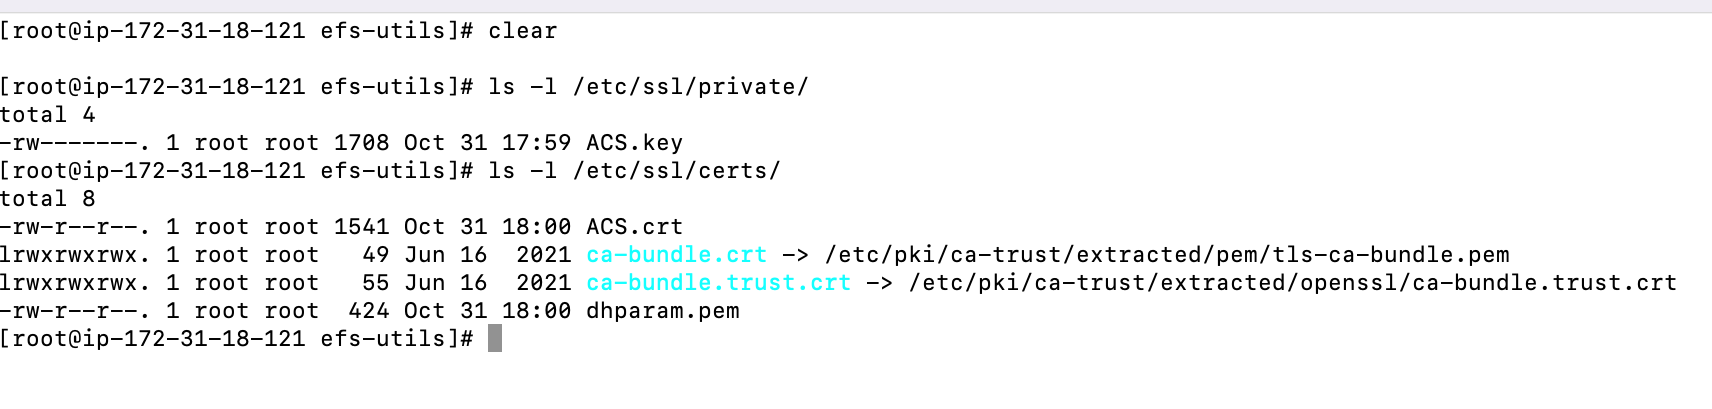 [root@ip-172-31-18-121 efs-utils]# clear
[root@ip-172-31-18-121 efs-utils]# ls -l /etc/ssl/private/
total 4
-rw-------. 1 root root 1708 Oct 31 17:59 ACS.key
[root@ip-172-31-18-121 efs-utils]# ls -l /etc/ssl/certs/
total 8
-rw-r--r--. 1 root root 1541 Oct 31 18:00 ACS.crt
lrwxrwxrwx. 1 root root   49 Jun 16  2021 ca-bundle.crt -> /etc/pki/ca-trust/extracted/pem/tls-ca-bundle.pem
lrwxrwxrwx. 1 root root   55 Jun 16  2021 ca-bundle.trust.crt -> /etc/pki/ca-trust/extracted/openssl/ca-bundle.trust.crt
-rw-r--r--. 1 root root  424 Oct 31 18:00 dhparam.pem
[root@ip-172-31-18-121 efs-utils]#